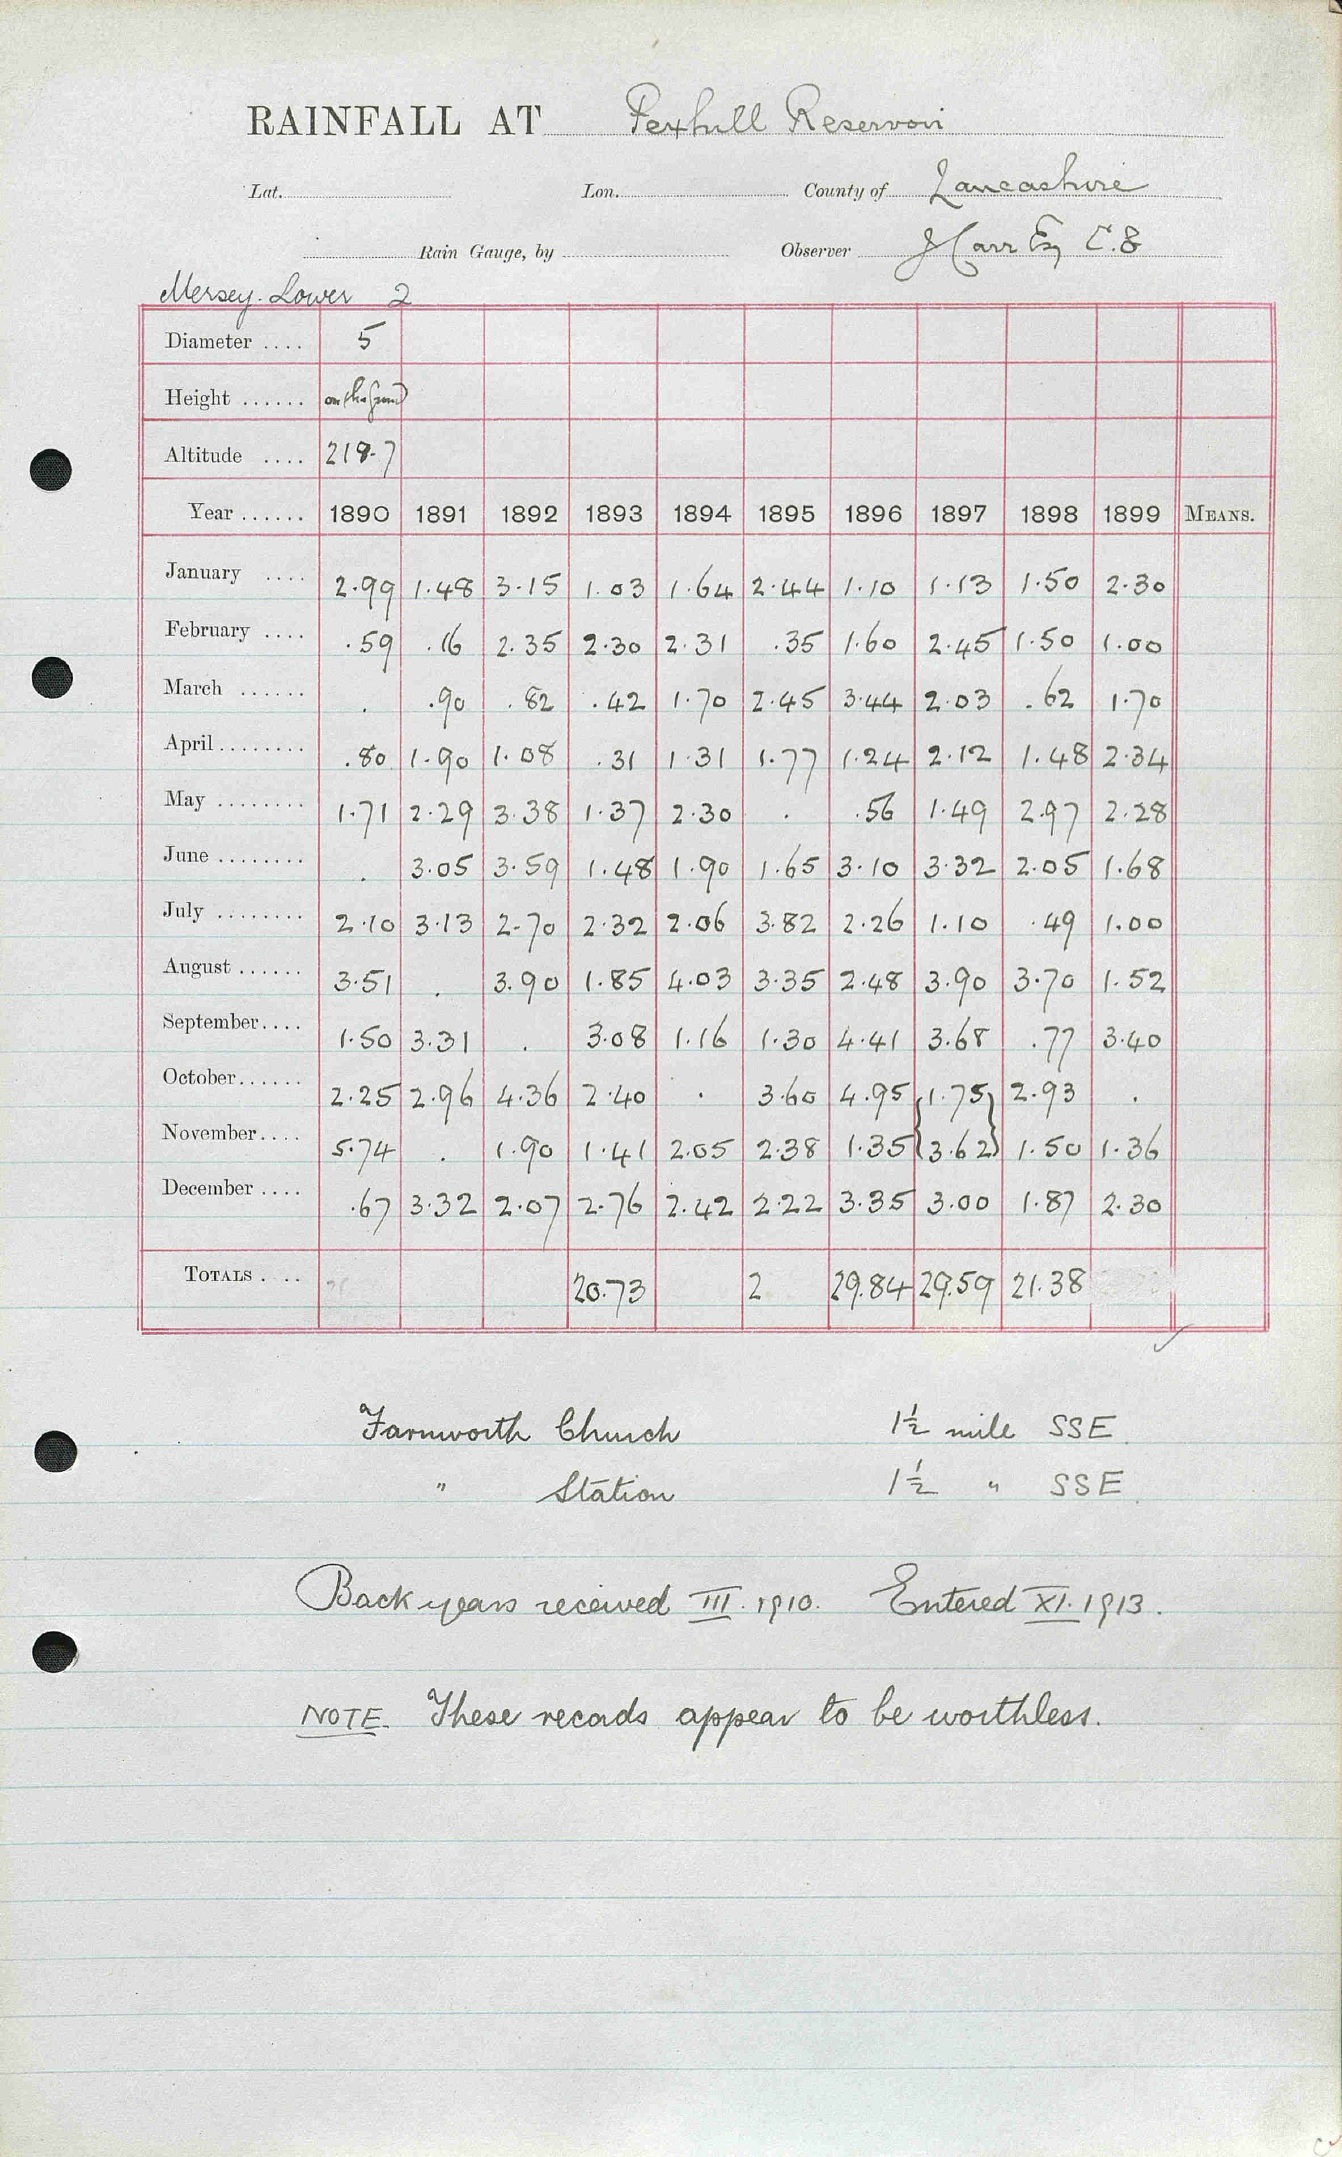 RAINFALL AT Pexhill Reservoir
Lat. Lon. County of Lancashire
Rain Gauge, by Observer J Carr Esq C.E
Mersey. Lower 2
Diameter .... 5
Height ...... on the ground
Altitude .... 219.7
Year ...... 1890 1891 1892 1893 1894 1895 1896 1897 1898 1899 MEANS.
January .... 2.99 1.48 3.15 1.03 1.64 2.44 1.10 1.13 1.50 2.30
February .... .59 .16 2.35 2.30 2.31 .35 1.60 2.45 1.50 1.00
March ...... . .90 .82 .42 1.70 2.45 3.44 2.03 .62 1.70
April ........ .80 1.90 1.08 .31 1.31 1.77 1.24 2.12 1.48 2.34
May ........ 1.71 2.29 3.38 1.37 2.30 . .56 1.49 2.97 2.28
June ........ . 3.05 3.59 1.48 1.90 1.65 3.10 3.32 2.05 1.68
July ........ 2.10 3.13 2.70 2.32 2.06 3.82 2.26 1.10 .49 1.00
August ...... 3.51 . 3.90 1.85 4.03 3.35 2.48 3.90 3.70 1.52
September.... 1.50 3.31 . 3.08 1.16 1.30 4.41 3.68 .77 3.40
October...... 2.25 2.96 4.36 2.40 . 3.60 4.95 {1.75} 2.93 .
November.... 5.74 . 1.90 1.41 2.05 2.38 1.35 {3.62} 1.50 1.36
December .... .67 3.32 2.07 2.76 2.42 2.22 3.35 3.00 1.87 2.30
TOTALS . .. 20.73 2 29.84 29.59 21.38
Farnworth Church 1½ mile SSE
" Station 1½ " SSE
Back years received III. 1910. Entered XI. 1913.
NOTE. These records appear to be worthless.